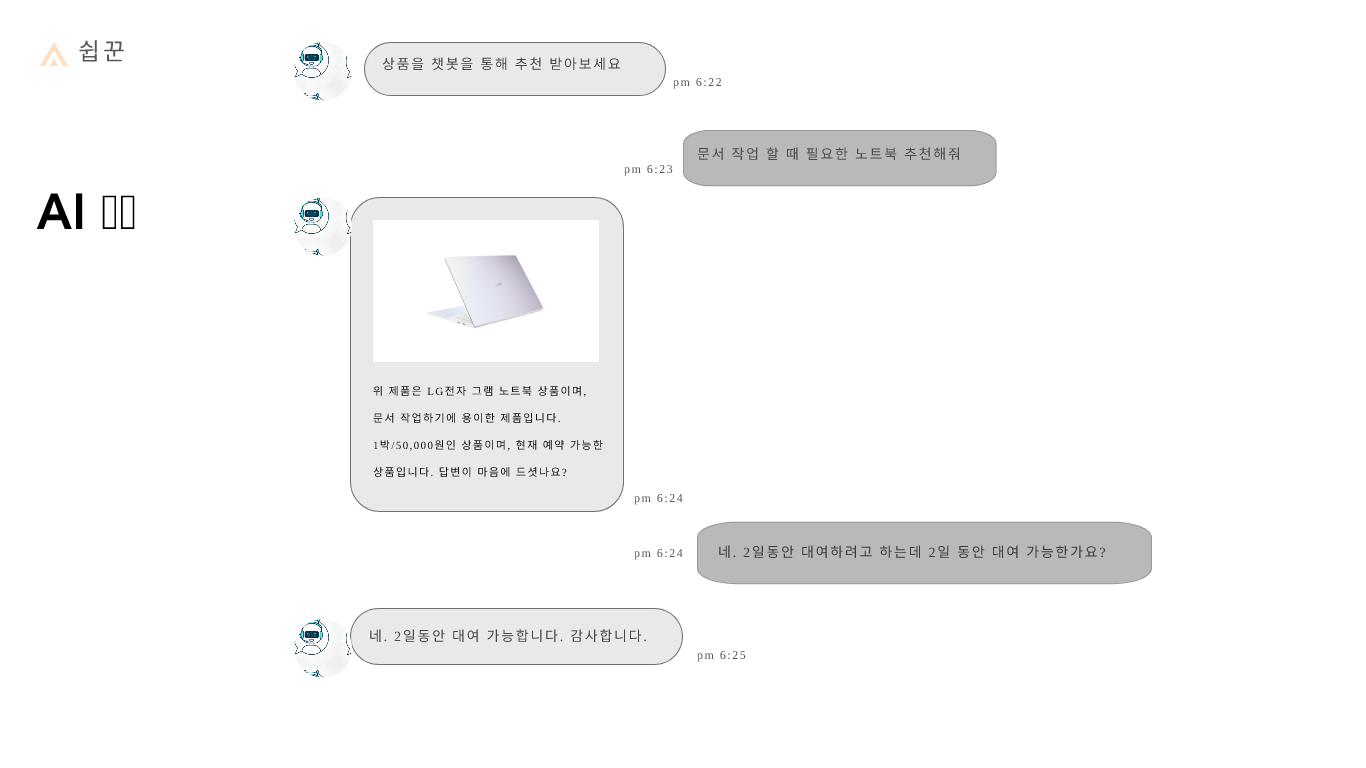 쉽꾼
상품을 챗봇을 통해 추천 받아보세요
pm 6:22
문서 작업 할 때 필요한 노트북 추천해줘
pm 6:23
AI
위 제품은 LG전자 그램 노트북 상품이며,
문서 작업하기에 용이한 제품입니다.
1박/50,000원인 상품이며, 현재 예약 가능한
상품입니다. 답변이 마음에 드셧나요?
pm 6:24
네. 2일동안 대여하려고 하는데 2일 동안 대여 가능한가요?
pm 6:24
네. 2일동안 대여 가능합니다. 감사합니다.
pm 6:25